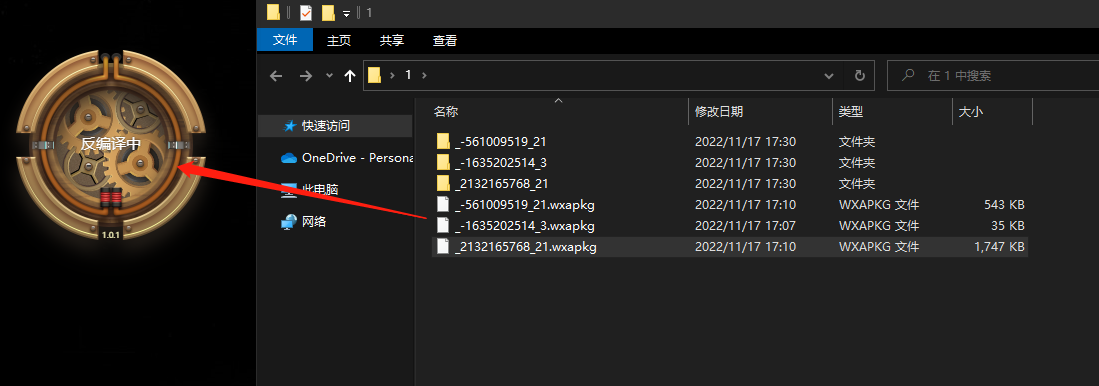 反编译中
1.0.1
1
文件 主页 共享 查看
1
在 1 中搜索
快速访问
OneDrive - Persona
此电脑
网络
名称 修改日期 类型 大小
_-561009519_21 2022/11/17 17:30 文件夹
_-1635202514_3 2022/11/17 17:30 文件夹
_2132165768_21 2022/11/17 17:30 文件夹
_-561009519_21.wxapkg 2022/11/17 17:10 WXAPKG 文件 543 KB
_-1635202514_3.wxapkg 2022/11/17 17:07 WXAPKG 文件 35 KB
_2132165768_21.wxapkg 2022/11/17 17:10 WXAPKG 文件 1,747 KB